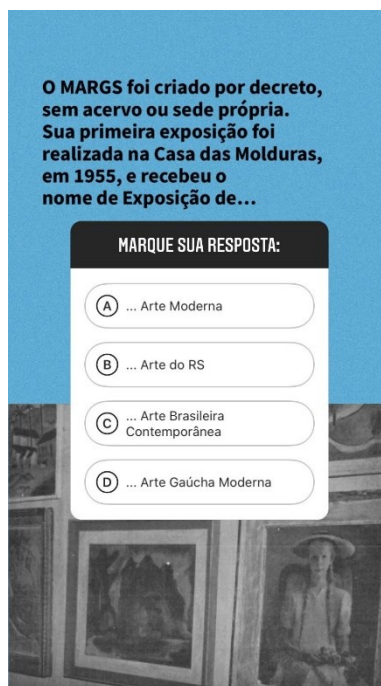 O MARGS foi criado por decreto,
sem acervo ou sede própria.
Sua primeira exposição foi
realizada na Casa das Molduras,
em 1955, e recebeu o
nome de Exposição de...
MARQUE SUA RESPOSTA:
A ... Arte Moderna
B ... Arte do RS
C ... Arte Brasileira
Contemporânea
D ... Arte Gaúcha Moderna